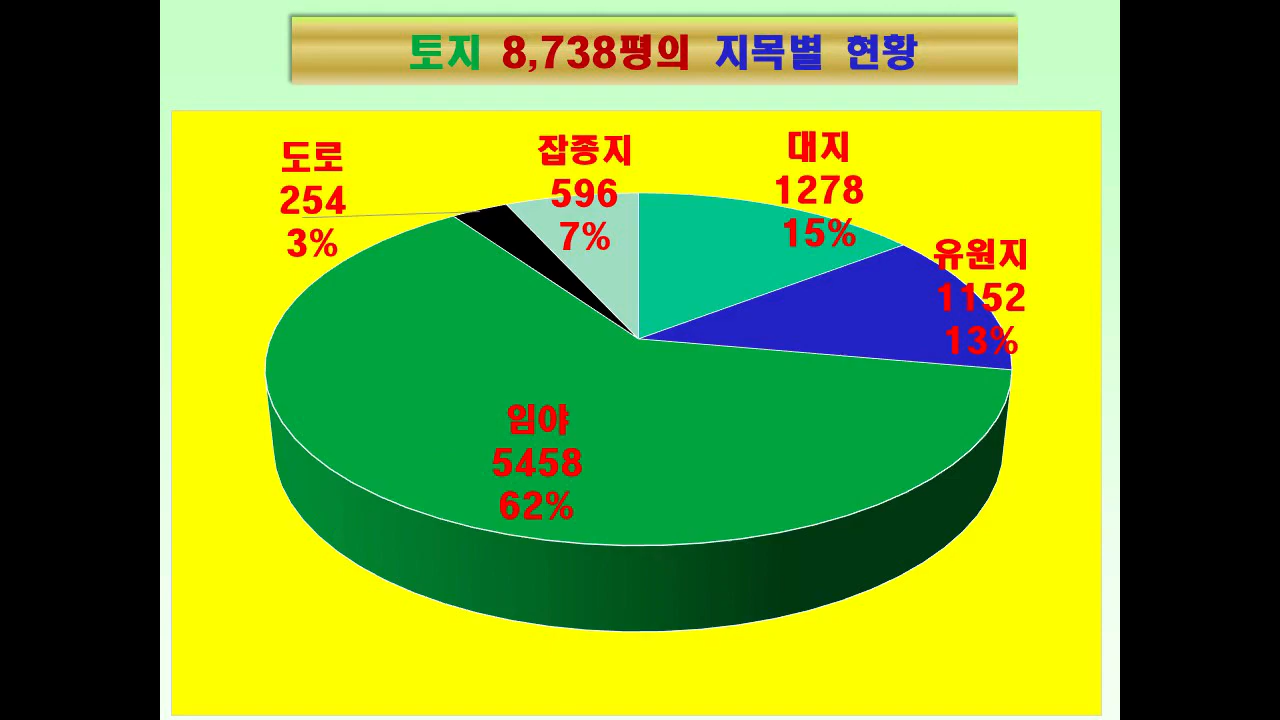 토지 8,738평의 지목별 현황
도로
254
3%
잡종지
596
7%
대지
1278
15%
유원지
1152
13%
임야
5458
62%